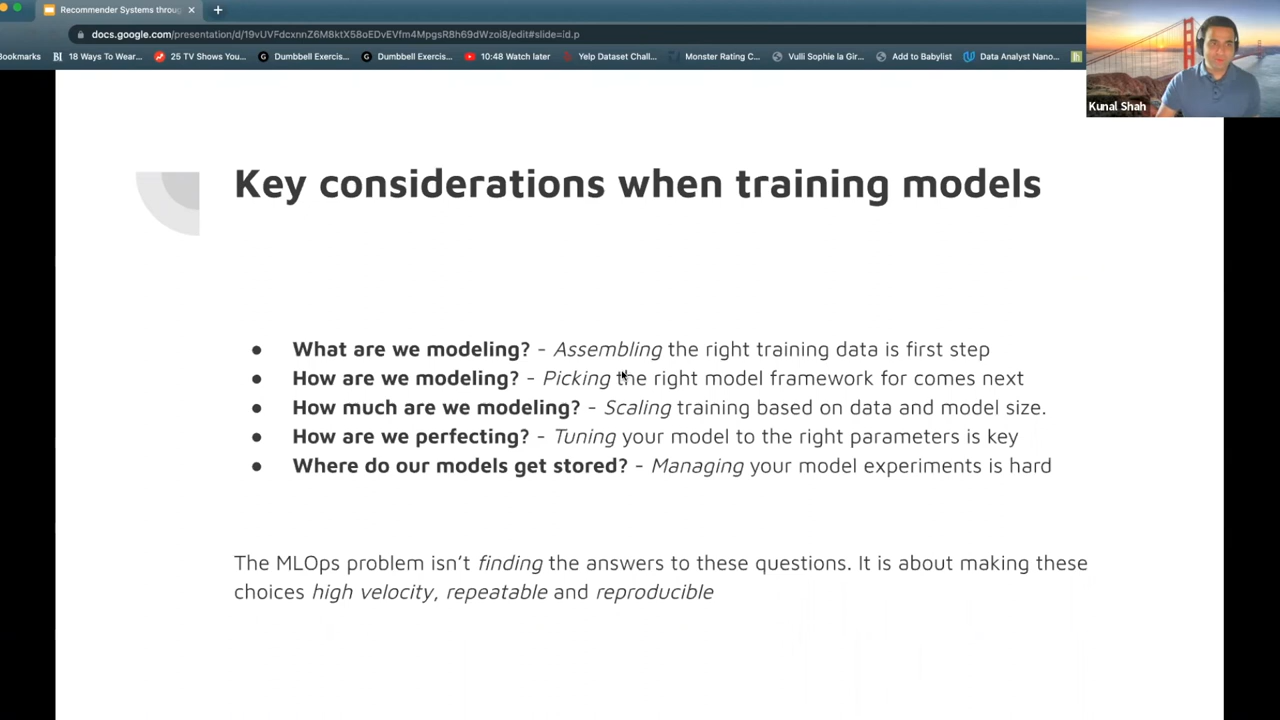 Recommender Systems throu
docs.google.com/presentation/d/19vUVFdcxnnZ6M8ktX58oEDvEVfm4MpgsR8h69dWzoi8/edit#slide=id.p
Bookmarks 18 Ways To Wear... 25 TV Shows You... Dumbbell Exercis... Dumbbell Exercis... 10:48 Watch later Yelp Dataset Chall... Monster Rating C... Vulli Sophie la Gir... Add to Babylist Data Analyst Nano...
Kunal Shah
Key considerations when training models
● What are we modeling? - Assembling the right training data is first step
● How are we modeling? - Picking the right model framework for comes next
● How much are we modeling? - Scaling training based on data and model size.
● How are we perfecting? - Tuning your model to the right parameters is key
● Where do our models get stored? - Managing your model experiments is hard
The MLOps problem isn't finding the answers to these questions. It is about making these
choices high velocity, repeatable and reproducible